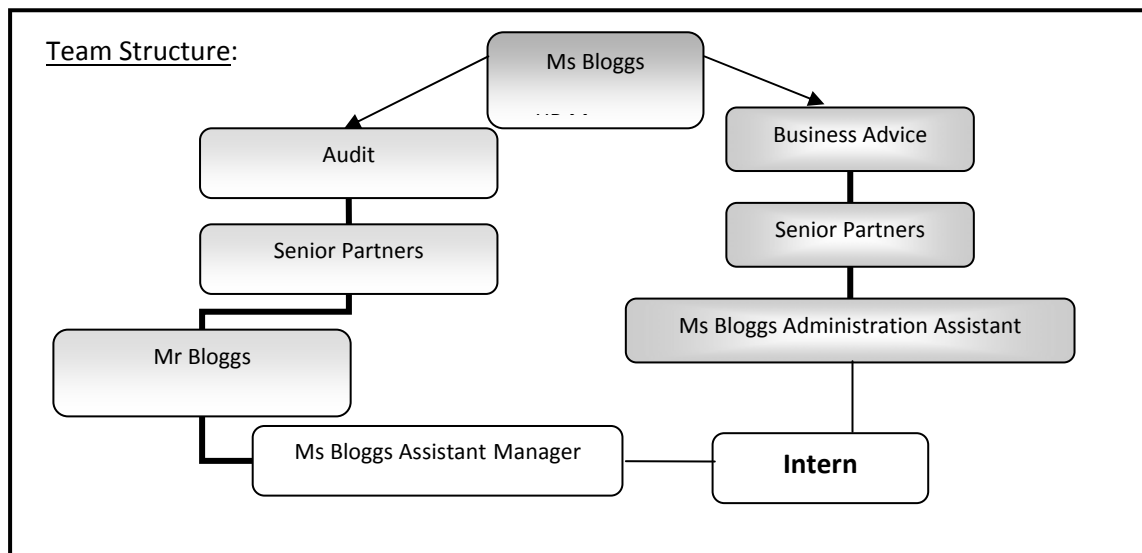 Team Structure:
Ms Bloggs
Audit
Business Advice
Senior Partners
Senior Partners
Ms Bloggs Administration Assistant
Mr Bloggs
Ms Bloggs Assistant Manager
Intern